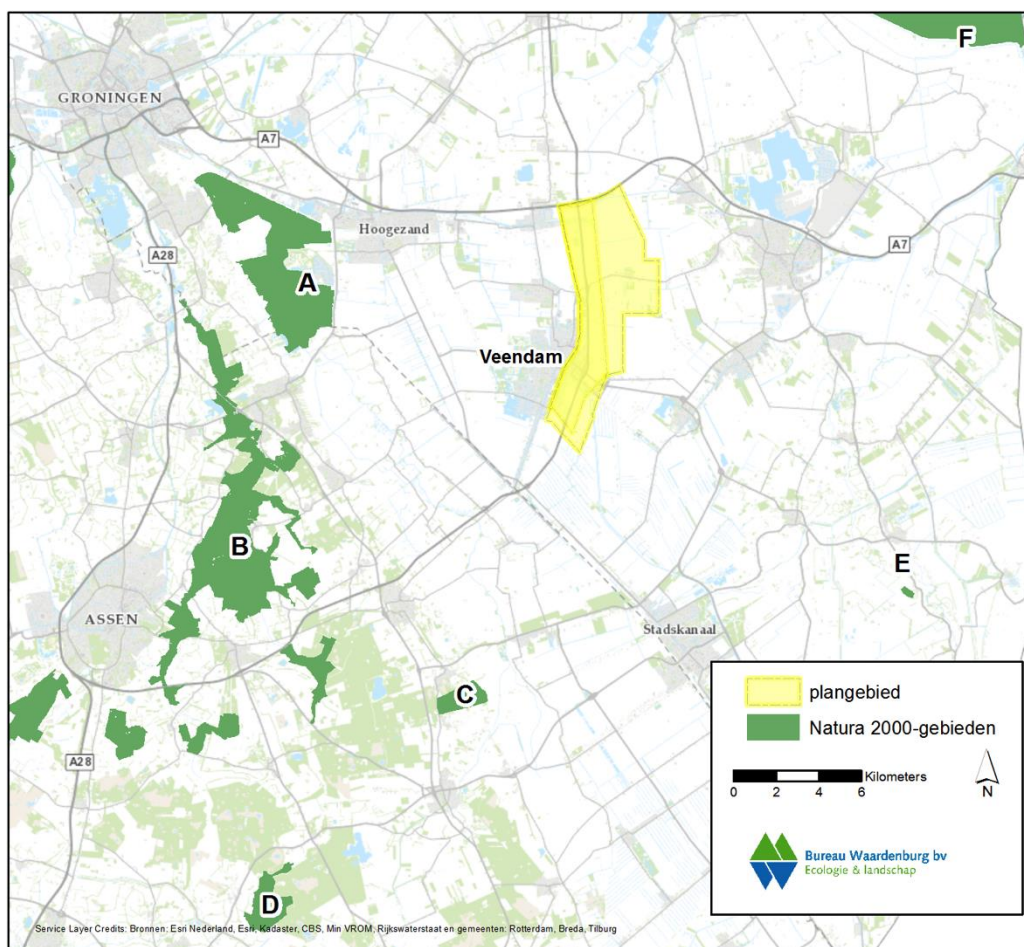 F
GRONINGEN
A7
Hoogezand
A28
A
A7
Veendam
B
E
ASSEN
Stadskanaal
C
A28
D
plangebied
Natura 2000-gebieden
Kilometers
0 2 4 6
N
Bureau Waardenburg bv
Ecologie & landschap
Service Layer Credits: Bronnen: Esri Nederland, Esri, Kadaster, CBS, Min VROM, Rijkswaterstaat en gemeenten: Rotterdam, Breda, Tilburg